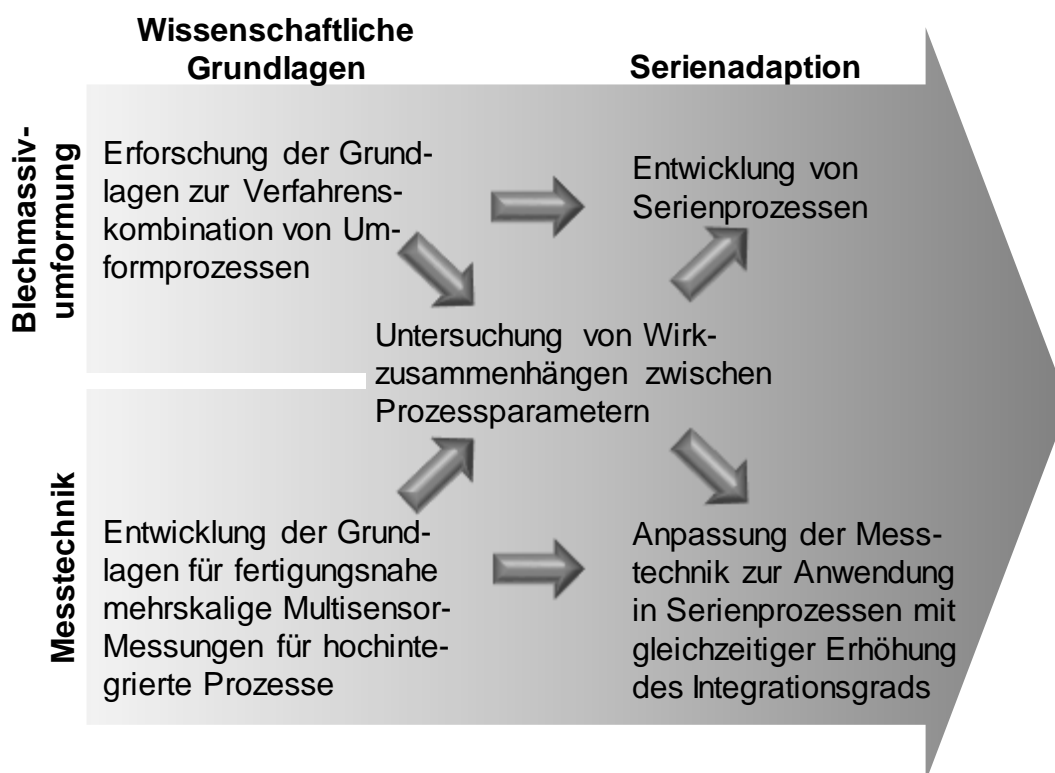 Wissenschaftliche
Grundlagen
Serienadaption
Blechmassiv-
umformung
Erforschung der Grund-
lagen zur Verfahrens-
kombination von Um-
formprozessen
Entwicklung von
Serienprozessen
Untersuchung von Wirk-
zusammenhängen zwischen
Prozessparametern
Messtechnik
Entwicklung der Grund-
lagen für fertigungsnahe
mehrskalige Multisensor-
Messungen für hochinte-
grierte Prozesse
Anpassung der Mess-
technik zur Anwendung
in Serienprozessen mit
gleichzeitiger Erhöhung
des Integrationsgrads